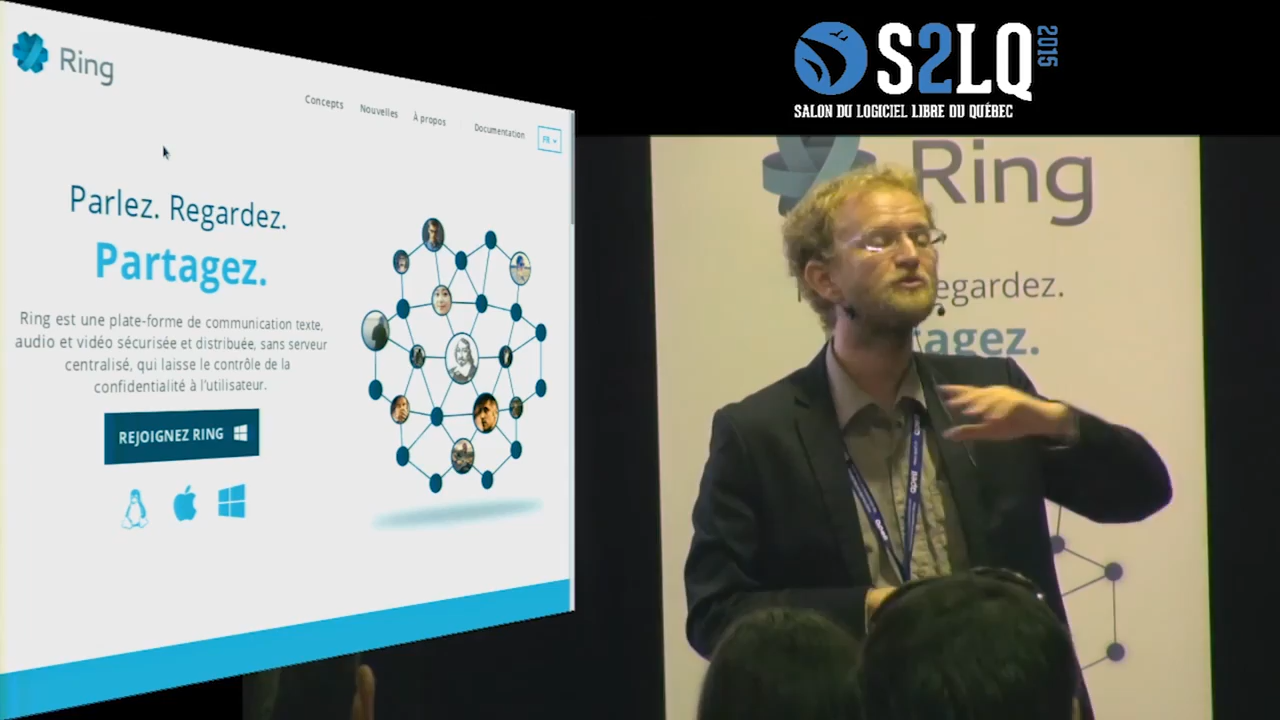 Ring
Concepts
Nouvelles
À propos
Documentation
FR
Parlez. Regardez.
Partagez.
Ring est une plate-forme de communication texte,
audio et vidéo sécurisée et distribuée, sans serveur
centralisé, qui laisse le contrôle de la
confidentialité à l'utilisateur.
REJOIGNEZ RING
S2LQ
2015
SALON DU LOGICIEL LIBRE DU QUÉBEC
Ring
egardez.
agez.